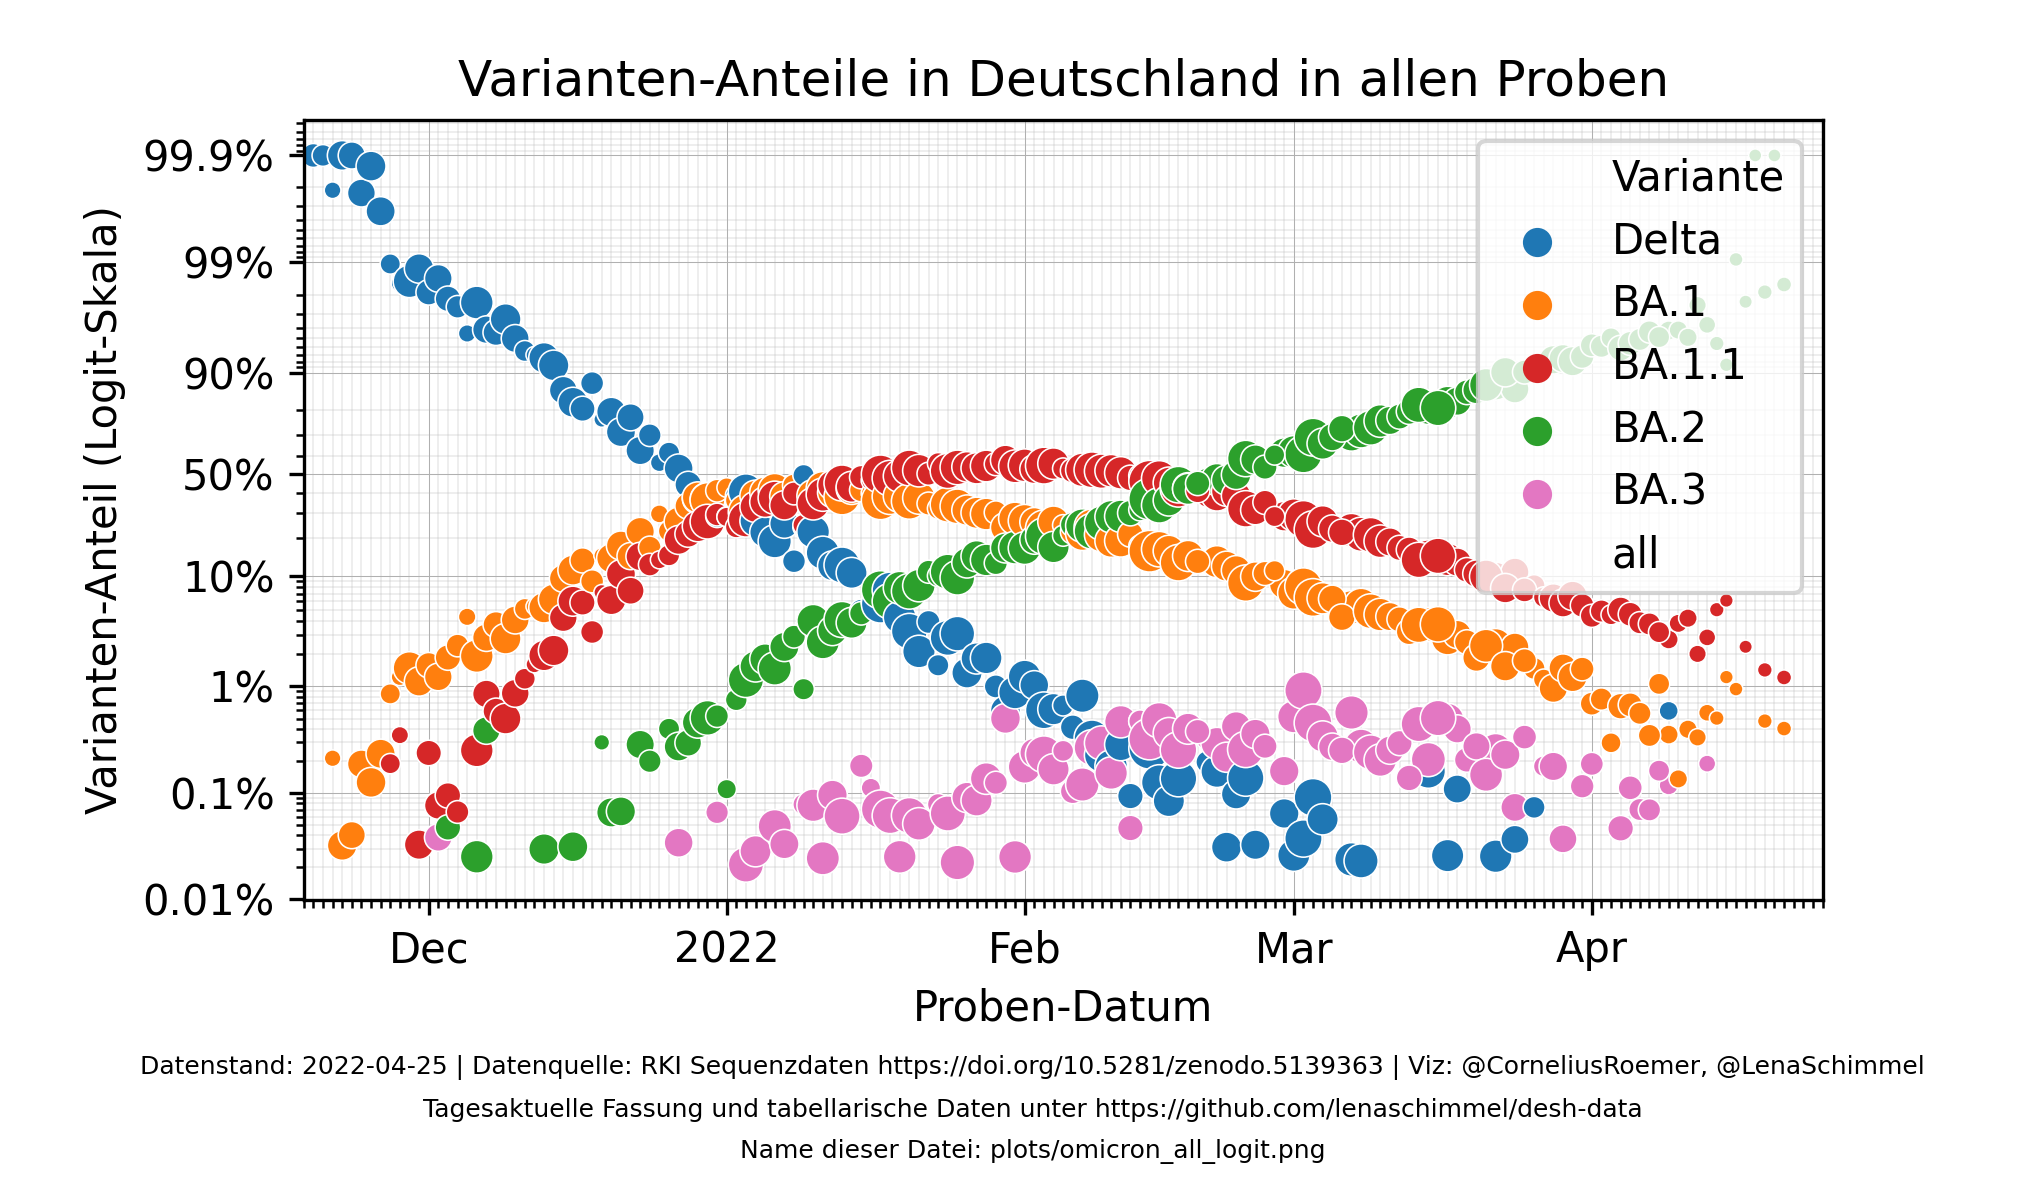 Varianten-Anteile in Deutschland in allen Proben
Varianten-Anteil (Logit-Skala)
99.9%
99%
90%
50%
10%
1%
0.1%
0.01%
Variante
Delta
BA.1
BA.1.1
BA.2
BA.3
all
Dec
2022
Feb
Mar
Apr
Proben-Datum
Datenstand: 2022-04-25 | Datenquelle: RKI Sequenzdaten https://doi.org/10.5281/zenodo.5139363 | Viz: @CorneliusRoemer, @LenaSchimmel
Tagesaktuelle Fassung und tabellarische Daten unter https://github.com/lenaschimmel/desh-data
Name dieser Datei: plots/omicron_all_logit.png